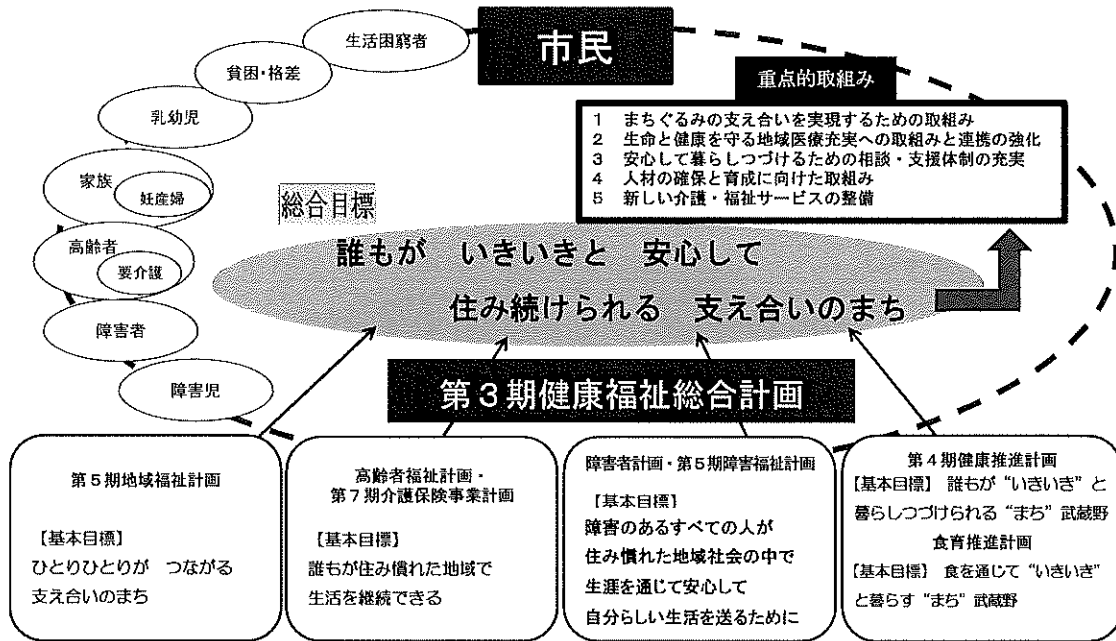 市民
生活困窮者
貧困・格差
乳幼児
家族
妊産婦
高齢者
要介護
障害者
障害児
重点的取組み
1 まちぐるみの支え合いを実現するための取組み
2 生命と健康を守る地域医療充実への取組みと連携の強化
3 安心して暮らしつづけるための相談・支援体制の充実
4 人材の確保と育成に向けた取組み
5 新しい介護・福祉サービスの整備
総合目標
誰もが いきいきと 安心して
住み続けられる 支え合いのまち
第3期健康福祉総合計画
第5期地域福祉計画
【基本目標】
ひとりひとりが つながる
支え合いのまち
高齢者福祉計画・
第7期介護保険事業計画
【基本目標】
誰もが住み慣れた地域で
生活を継続できる
障害者計画・第5期障害福祉計画
【基本目標】
障害のあるすべての人が
住み慣れた地域社会の中で
生涯を通じて安心して
自分らしい生活を送るために
第4期健康推進計画
【基本目標】 誰もが “いきいき” と
暮らしつづけられる “まち” 武蔵野
食育推進計画
【基本目標】 食を通じて “いきいき”
と暮らす “まち” 武蔵野